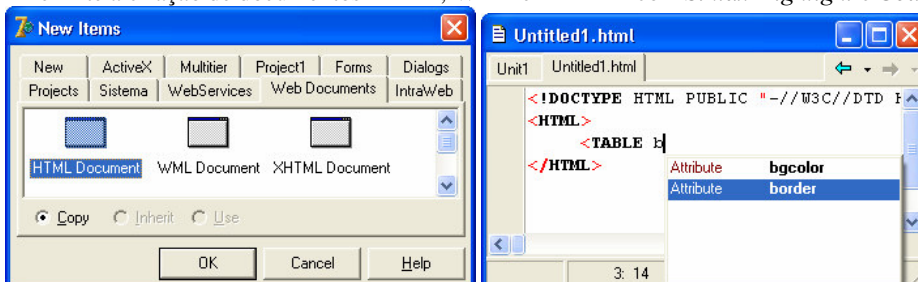 New Items
New ActiveX Multitier Project1 Forms Dialogs
Projects Sistema WebServices Web Documents IntraWeb
HTML Document WML Document XHTML Document
Copy Inherit Use
OK Cancel Help
Untitled1.html
Unit1 Untitled1.html
<!DOCTYPE HTML PUBLIC "-//W3C//DTD
<HTML>
<TABLE b
</HTML>
Attribute bgcolor
Attribute border
3: 14